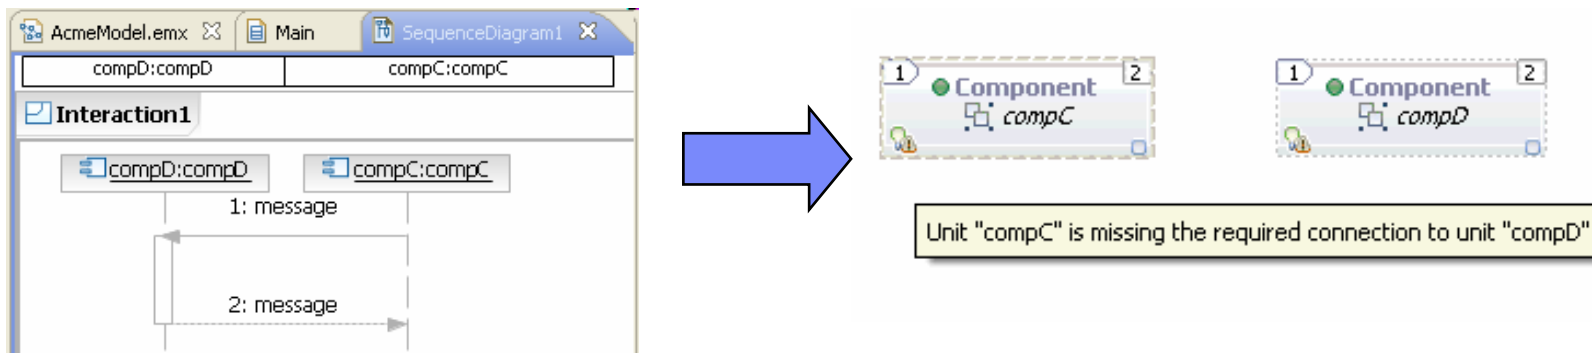 AcmeModel.emx Main SequenceDiagram1
compD:compD compC:compC
Interaction1
compD:compD compC:compC
1: message
2: message
1 2
Component
compC
1 2
Component
compD
Unit "compC" is missing the required connection to unit "compD"